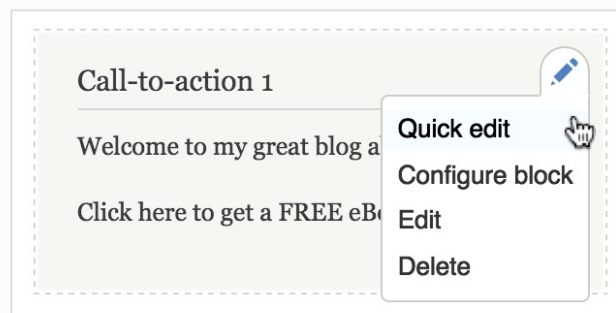 Call-to-action 1
Welcome to my great blog
Click here to get a FREE
Quick edit
Configure block
Edit
Delete